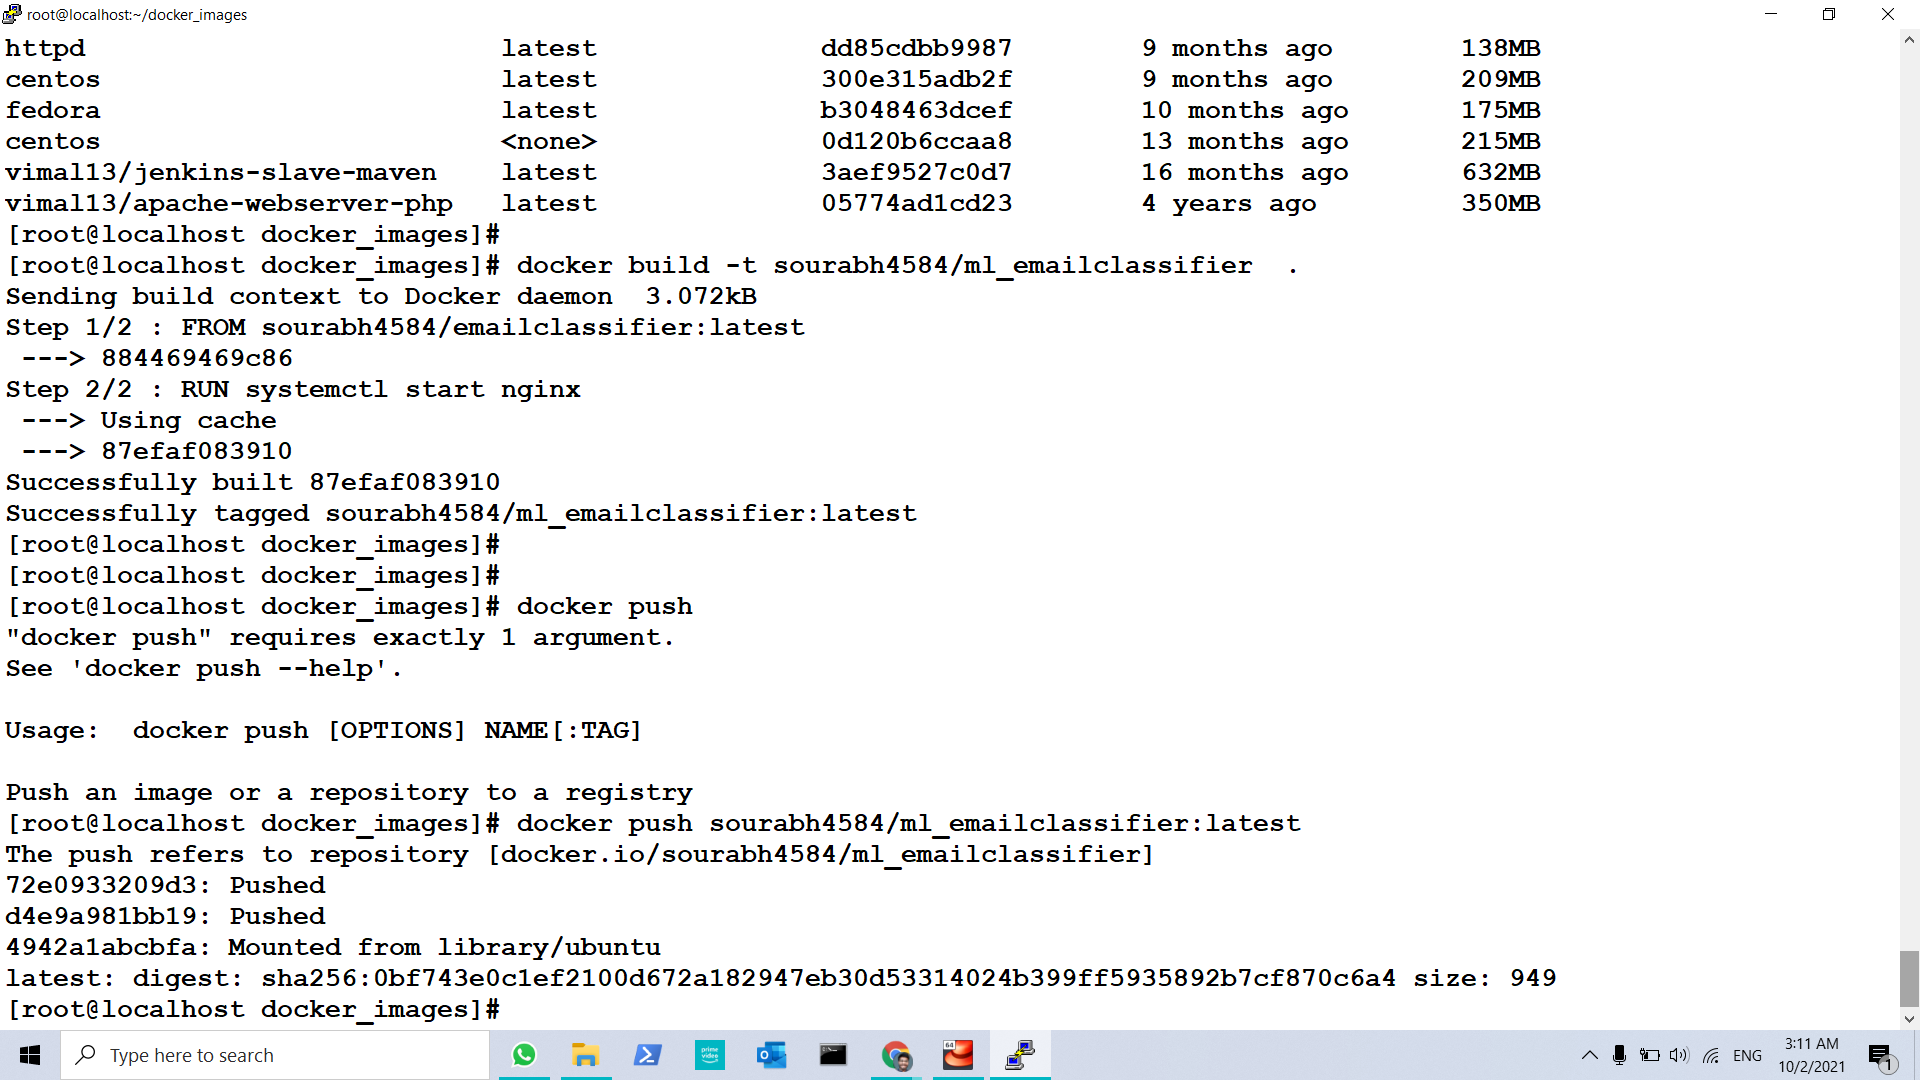 root@localhost:~/docker_images
httpd latest dd85cdbb9987 9 months ago 138MB
centos latest 300e315adb2f 9 months ago 209MB
fedora latest b3048463dcef 10 months ago 175MB
centos <none> 0d120b6ccaa8 13 months ago 215MB
vimal13/jenkins-slave-maven latest 3aef9527c0d7 16 months ago 632MB
vimal13/apache-webserver-php latest 05774ad1cd23 4 years ago 350MB
[root@localhost docker_images]#
[root@localhost docker_images]# docker build -t sourabh4584/ml_emailclassifier .
Sending build context to Docker daemon 3.072kB
Step 1/2 : FROM sourabh4584/emailclassifier:latest
---> 884469469c86
Step 2/2 : RUN systemctl start nginx
---> Using cache
---> 87efaf083910
Successfully built 87efaf083910
Successfully tagged sourabh4584/ml_emailclassifier:latest
[root@localhost docker_images]#
[root@localhost docker_images]#
[root@localhost docker_images]# docker push
"docker push" requires exactly 1 argument.
See 'docker push --help'.
Usage: docker push [OPTIONS] NAME[:TAG]
Push an image or a repository to a registry
[root@localhost docker_images]# docker push sourabh4584/ml_emailclassifier:latest
The push refers to repository [docker.io/sourabh4584/ml_emailclassifier]
72e0933209d3: Pushed
d4e9a981bb19: Pushed
4942a1abcbfa: Mounted from library/ubuntu
latest: digest: sha256:0bf743e0c1ef2100d672a182947eb30d53314024b399ff5935892b7cf870c6a4 size: 949
[root@localhost docker_images]#
Type here to search
prime video
64
ENG
3:11 AM
10/2/2021
1